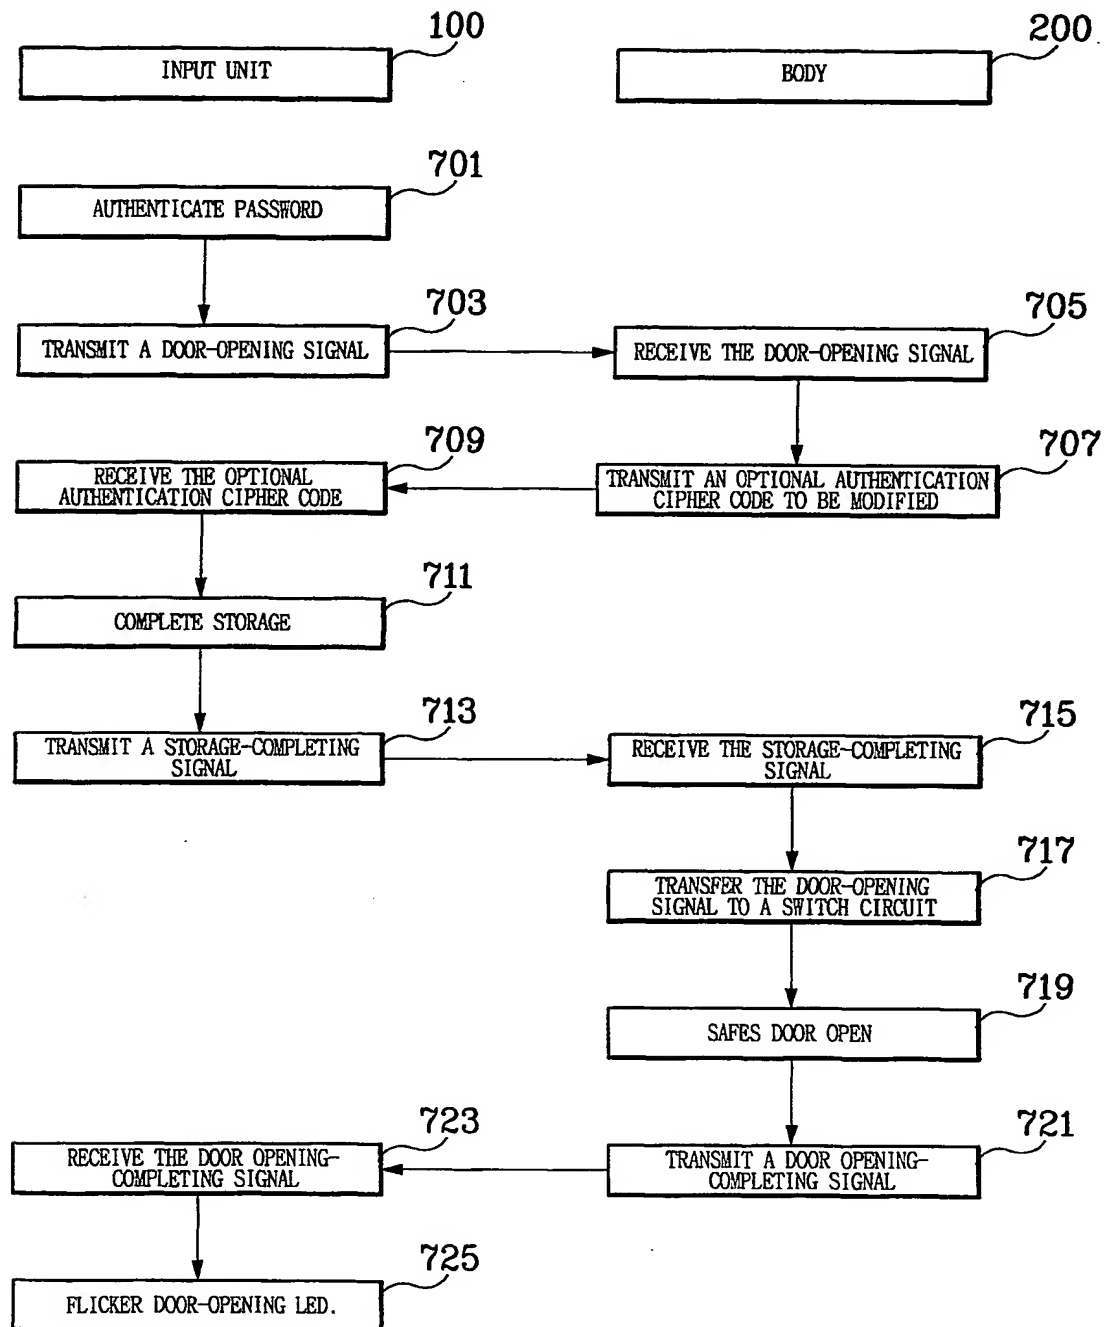 100
200
INPUT UNIT
BODY
701
AUTHENTICATE PASSWORD
703
705
TRANSMIT A DOOR-OPENING SIGNAL
RECEIVE THE DOOR-OPENING SIGNAL
709
707
RECEIVE THE OPTIONAL
AUTHENTICATION CIPHER CODE
TRANSMIT AN OPTIONAL AUTHENTICATION
CIPHER CODE TO BE MODIFIED
711
COMPLETE STORAGE
713
715
TRANSMIT A STORAGE-COMPLETING
SIGNAL
RECEIVE THE STORAGE-COMPLETING
SIGNAL
717
TRANSFER THE DOOR-OPENING
SIGNAL TO A SWITCH CIRCUIT
719
SAFES DOOR OPEN
723
721
RECEIVE THE DOOR OPENING-
COMPLETING SIGNAL
TRANSMIT A DOOR OPENING-
COMPLETING SIGNAL
725
FLICKER DOOR-OPENING LED.